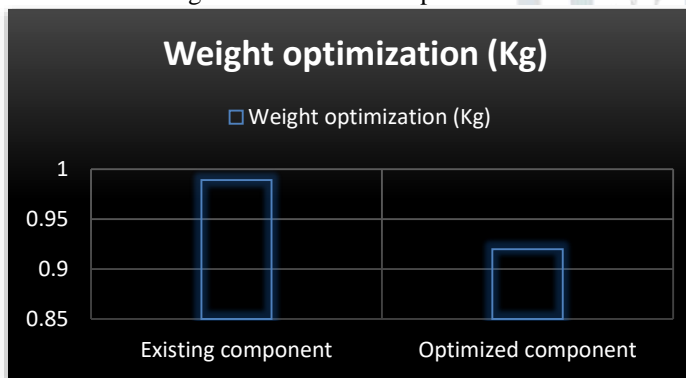 Weight optimization (Kg)
Weight optimization (Kg)
1
0.95
0.9
0.85
Existing component
Optimized component